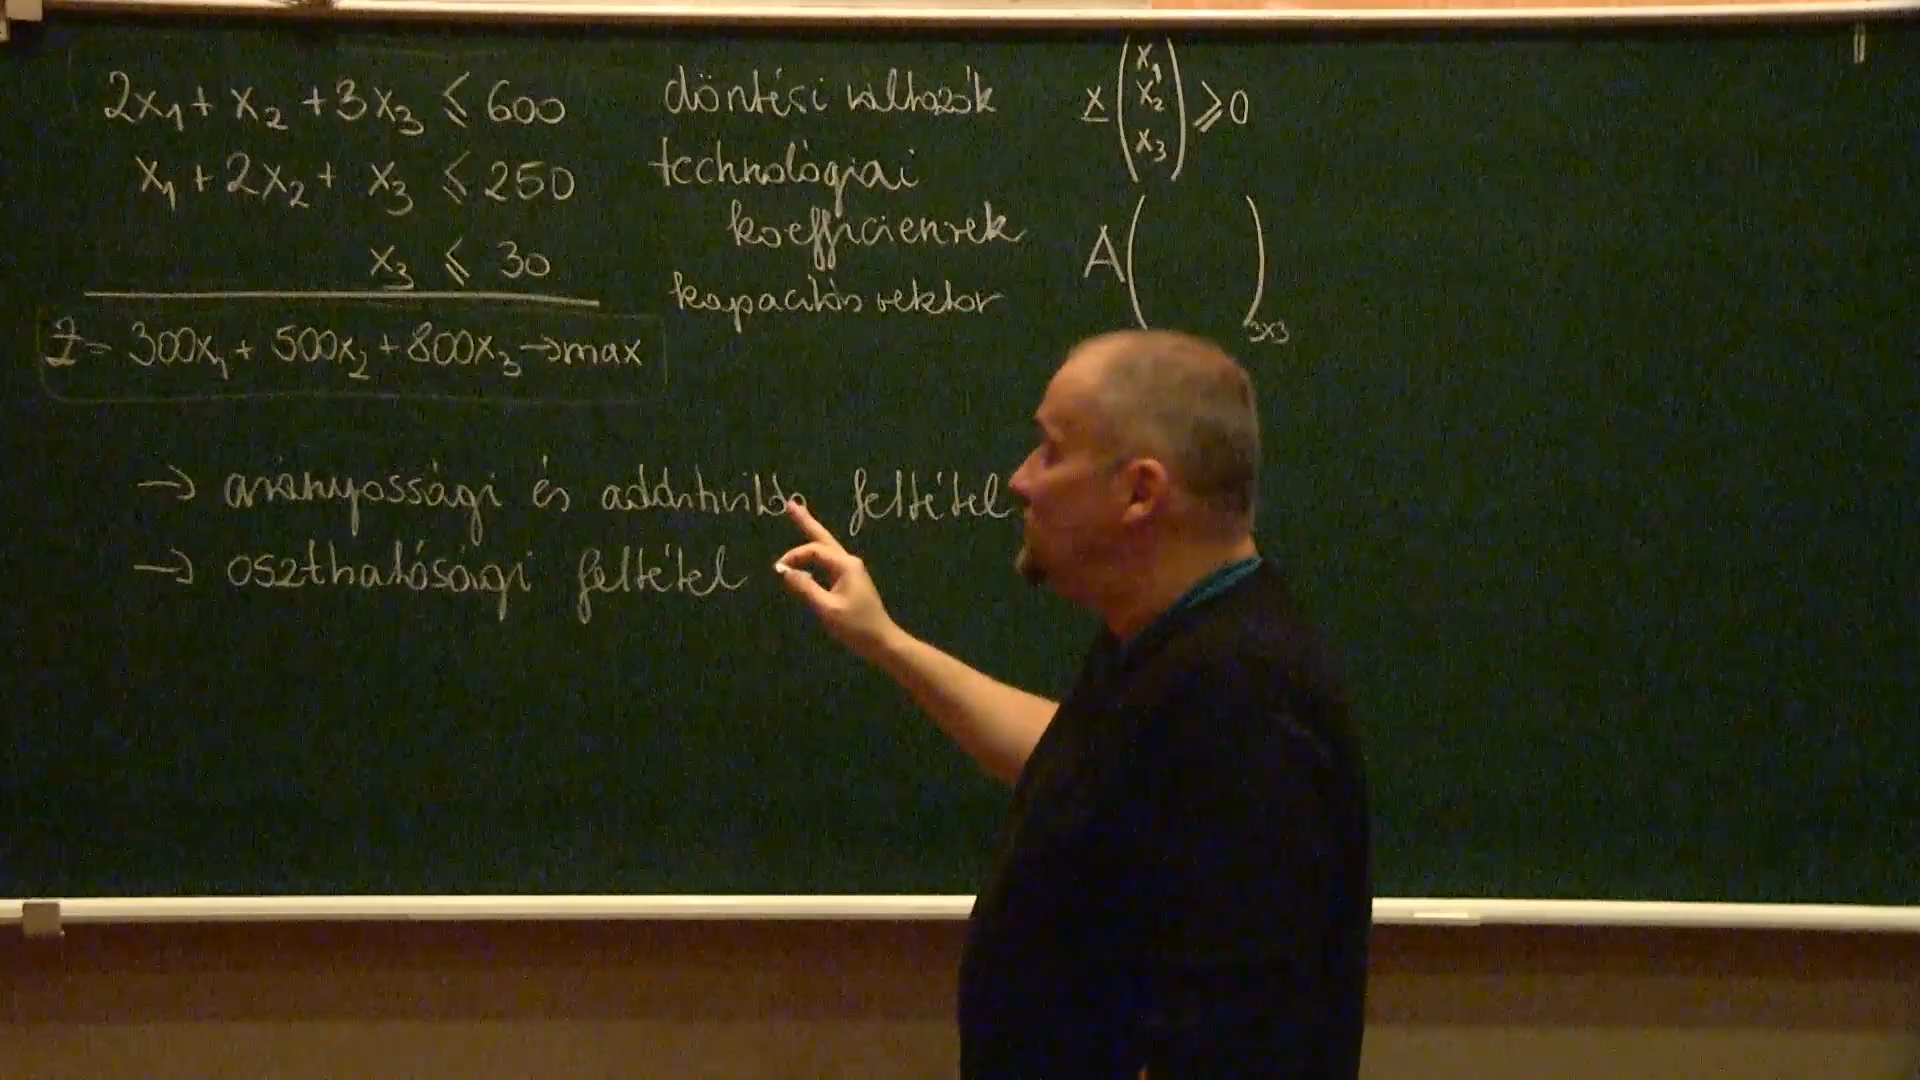 2x₁ + x₂ + 3x₃ ≤ 600
x₁ + 2x₂ + x₃ ≤ 250
x₃ ≤ 30
Z = 300x₁ + 500x₂ + 800x₃ → max
döntési változók
technológiai
koefficiensek
kapacitás vektor
x (x₁ x₂ x₃) ≥ 0
A ( ) 3x3
→ arányossági és additivitás feltétel
→ oszthatósági feltétel